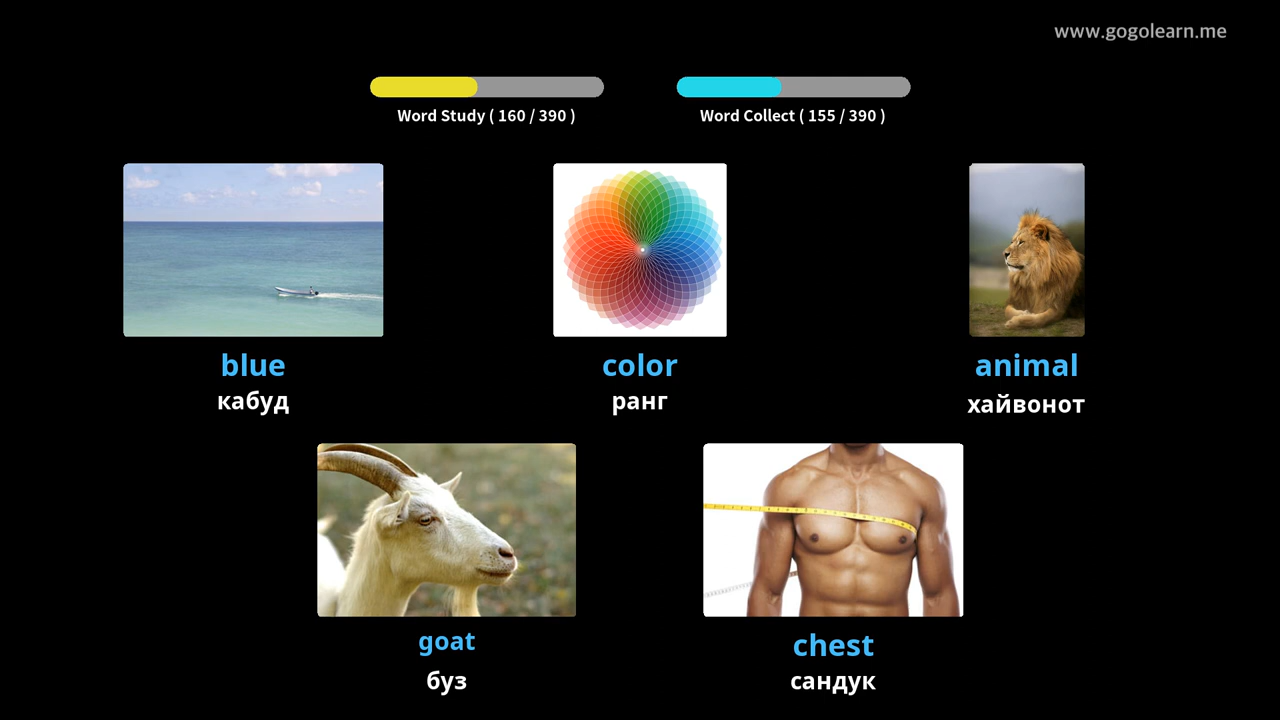 www.gogolearn.me
Word Study ( 160 / 390 )
Word Collect ( 155 / 390 )
blue
кабуд
color
ранг
animal
хайвонот
goat
буз
chest
сандук